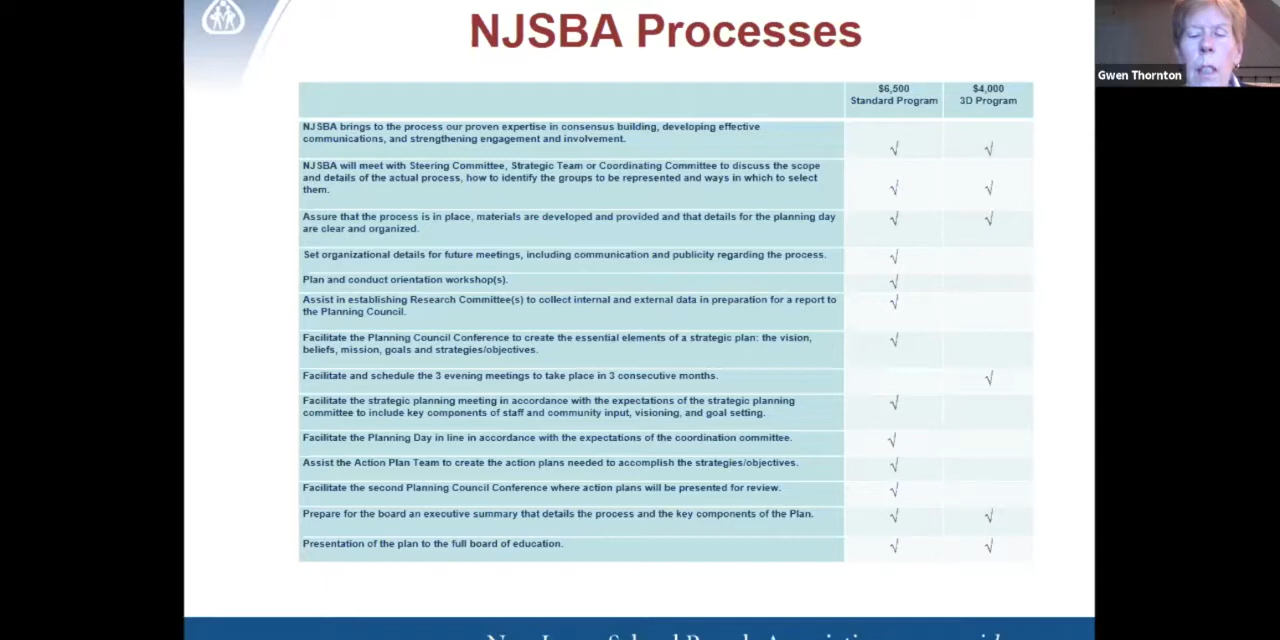 NJSBA Processes
Gwen Thornton
$6,500
Standard Program
$4,000
3D Program
NJSBA brings to the process our proven expertise in consensus building, developing effective
communications, and strengthening engagement and involvement.
√ √
NJSBA will meet with Steering Committee, Strategic Team or Coordinating Committee to discuss the scope
and details of the actual process, how to identify the groups to be represented and ways in which to select
them.
√ √
Assure that the process is in place, materials are developed and provided and that details for the planning day
are clear and organized.
√ √
Set organizational details for future meetings, including communication and publicity regarding the process.
√
Plan and conduct orientation workshop(s).
√
Assist in establishing Research Committee(s) to collect internal and external data in preparation for a report to
the Planning Council.
√
Facilitate the Planning Council Conference to create the essential elements of a strategic plan: the vision,
beliefs, mission, goals and strategies/objectives.
√
Facilitate and schedule the 3 evening meetings to take place in 3 consecutive months.
√
Facilitate the strategic planning meeting in accordance with the expectations of the strategic planning
committee to include key components of staff and community input, visioning, and goal setting.
√
Facilitate the Planning Day in line in accordance with the expectations of the coordination committee.
√
Assist the Action Plan Team to create the action plans needed to accomplish the strategies/objectives.
√
Facilitate the second Planning Council Conference where action plans will be presented for review.
√
Prepare for the board an executive summary that details the process and the key components of the Plan.
√ √
Presentation of the plan to the full board of education.
√ √